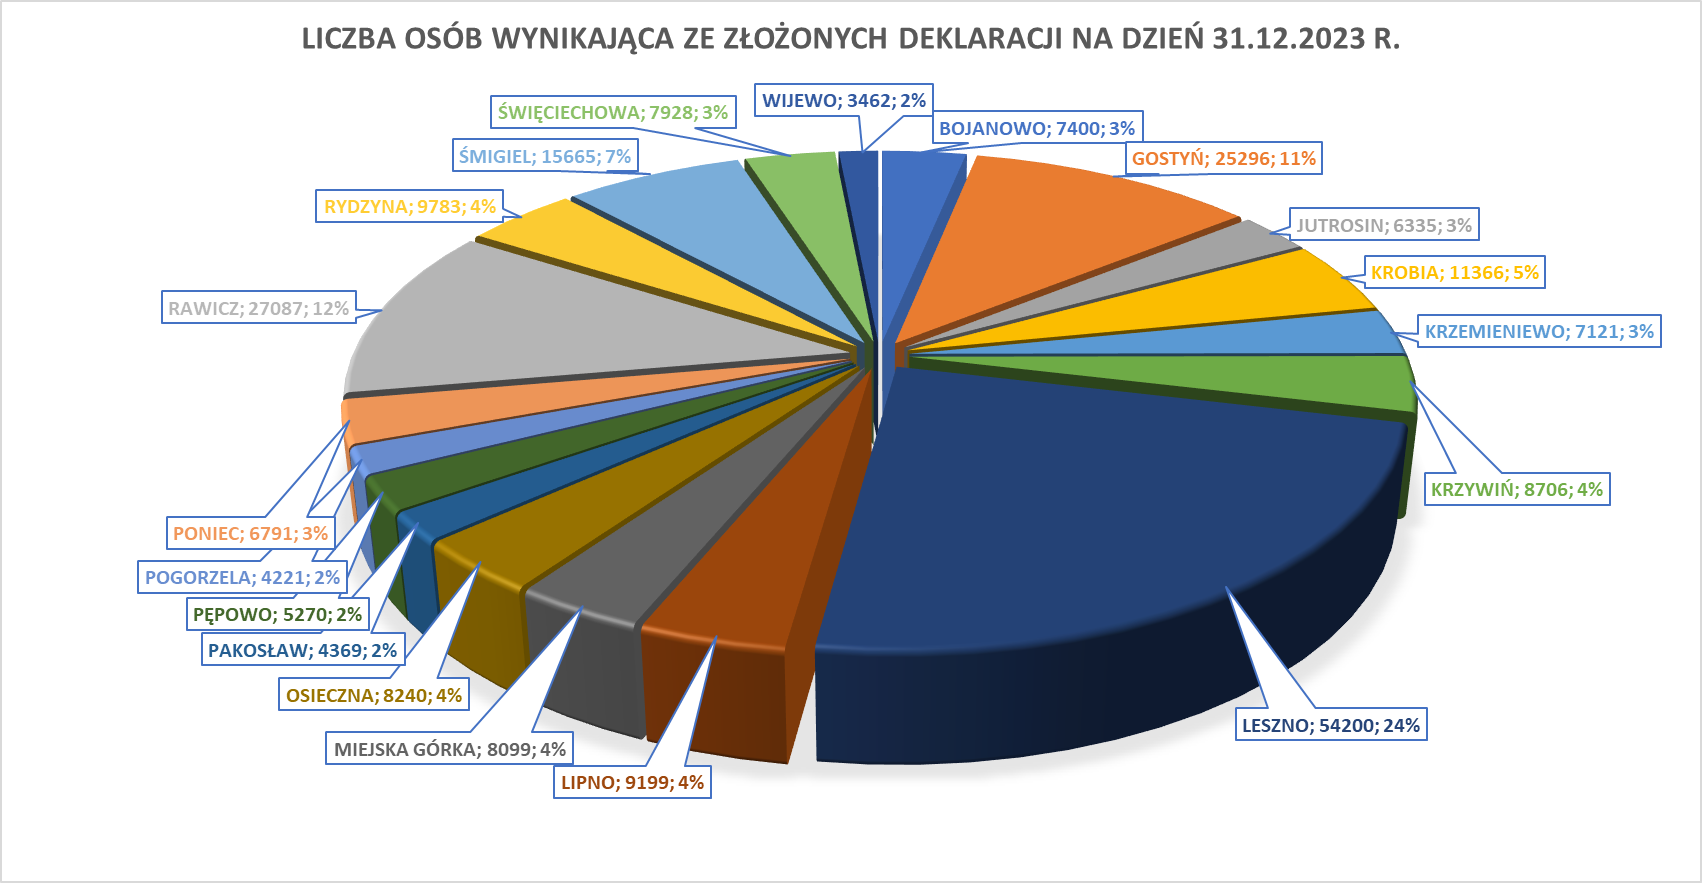 LICZBA OSÓB WYNIKAJĄCA ZE ZŁOŻONYCH DEKLARACJI NA DZIEŃ 31.12.2023 R.
WIJEWO; 3462; 2%
ŚWIĘCIECHOWA; 7928; 3%
BOJANOWO; 7400; 3%
ŚMIGIEL; 15665; 7%
GOSTYŃ; 25296; 11%
RYDZYNA; 9783; 4%
JUTROSIN; 6335; 3%
KROBIA; 11366; 5%
RAWICZ; 27087; 12%
KRZEMIENIEWO; 7121; 3%
KRZYWIŃ; 8706; 4%
PONIEC; 6791; 3%
POGORZELA; 4221; 2%
PĘPOWO; 5270; 2%
PAKOSŁAW; 4369; 2%
OSIECZNA; 8240; 4%
LESZNO; 54200; 24%
MIEJSKA GÓRKA; 8099; 4%
LIPNO; 9199; 4%